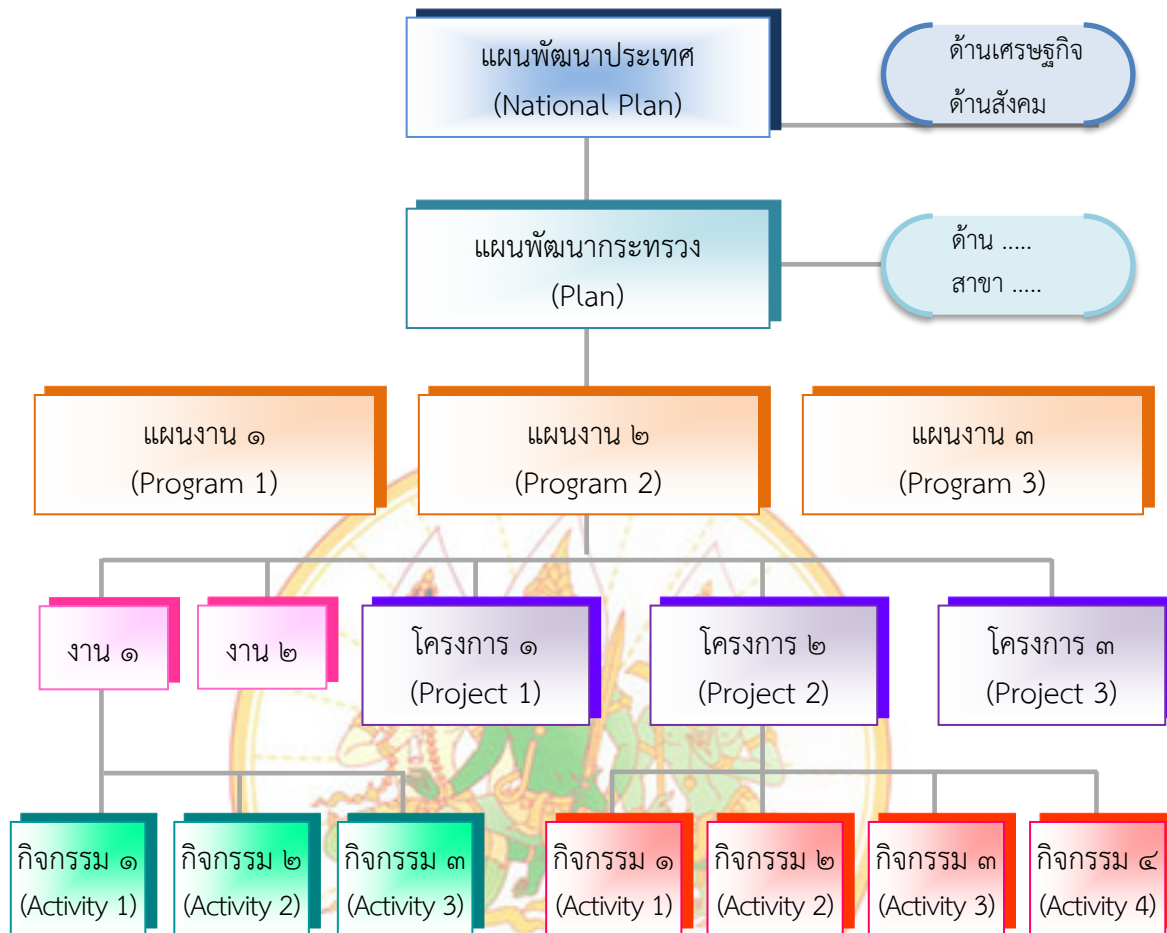 แผนพัฒนาประเทศ
(National Plan)
ด้านเศรษฐกิจ
ด้านสังคม
แผนพัฒนากระทรวง
(Plan)
ด้าน .....
สาขา .....
แผนงาน ๑
(Program 1)
แผนงาน ๒
(Program 2)
แผนงาน ๓
(Program 3)
งาน ๑
งาน ๒
โครงการ ๑
(Project 1)
โครงการ ๒
(Project 2)
โครงการ ๓
(Project 3)
กิจกรรม ๑
(Activity 1)
กิจกรรม ๒
(Activity 2)
กิจกรรม ๓
(Activity 3)
กิจกรรม ๑
(Activity 1)
กิจกรรม ๒
(Activity 2)
กิจกรรม ๓
(Activity 3)
กิจกรรม ๔
(Activity 4)